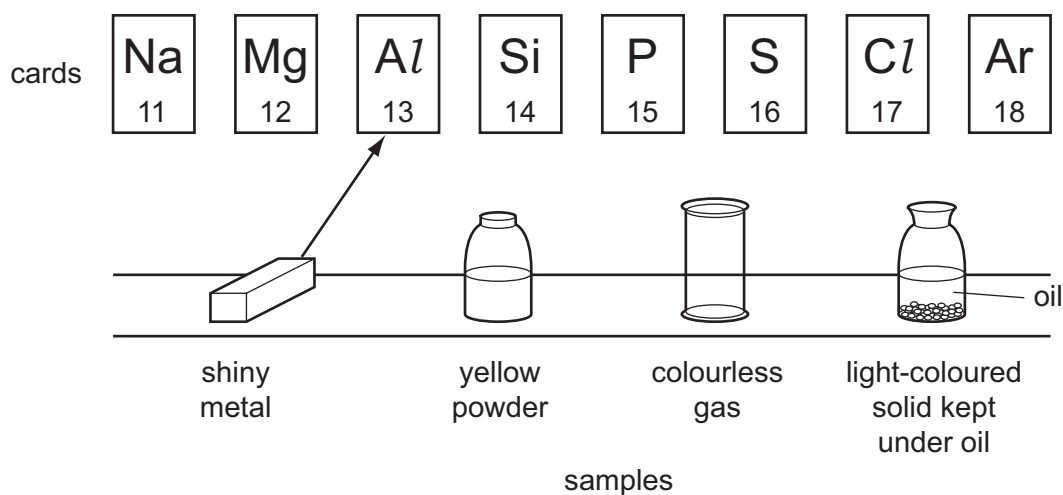 cards
Na Mg Al Si P S Cl Ar
11 12 13 14 15 16 17 18
oil
shiny
metal
yellow
powder
colourless
gas
light-coloured
solid kept
under oil
samples